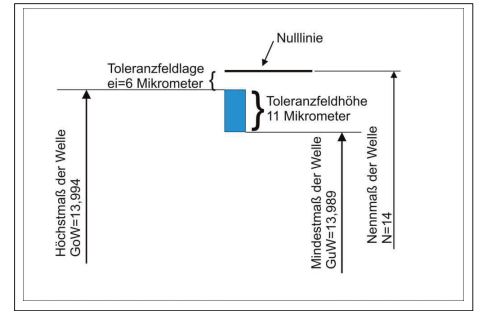 Nulllinie
Toleranzfeldlage
ei=6 Mikrometer
Toleranzfeldhöhe
11 Mikrometer
Höchstmaß der Welle
GoW=13,994
Mindestmaß der Welle
GuW=13,989
Nennmaß der Welle
N=14